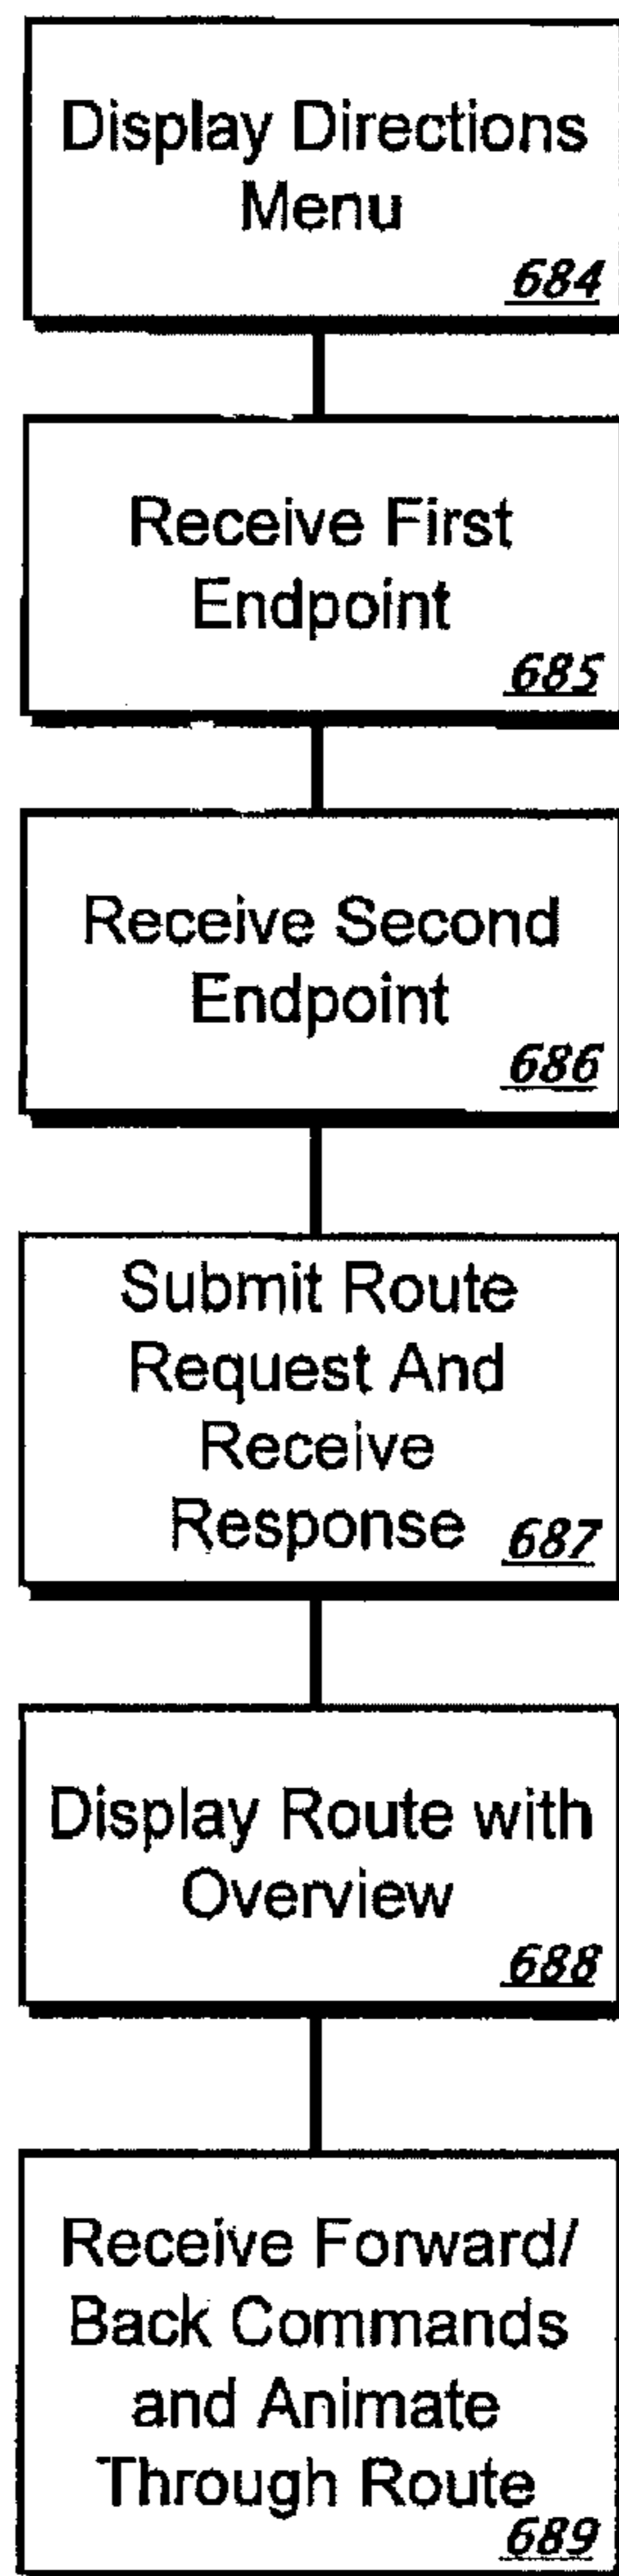 Display Directions
Menu
684
Receive First
Endpoint
685
Receive Second
Endpoint
686
Submit Route
Request And
Receive
Response 687
Display Route with
Overview
688
Receive Forward/
Back Commands
and Animate
Through Route
689